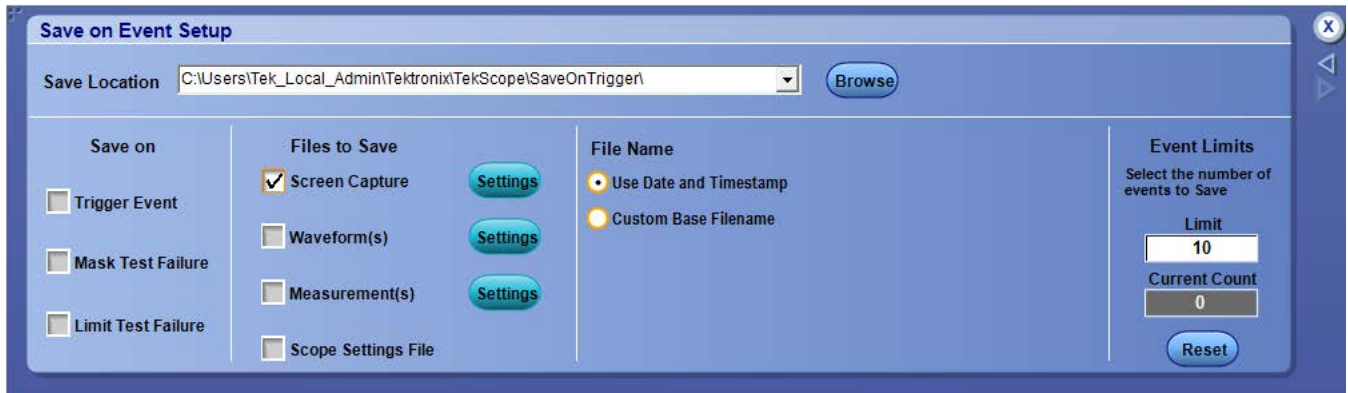 Save on Event Setup
X
Save Location C:\Users\Tek_Local_Admin\Tektronix\TekScope\SaveOnTrigger\ Browse
Save on
Trigger Event
Mask Test Failure
Limit Test Failure
Files to Save
Screen Capture Settings
Waveform(s) Settings
Measurement(s) Settings
Scope Settings File
File Name
Use Date and Timestamp
Custom Base Filename
Event Limits
Select the number of
events to Save
Limit
10
Current Count
0
Reset